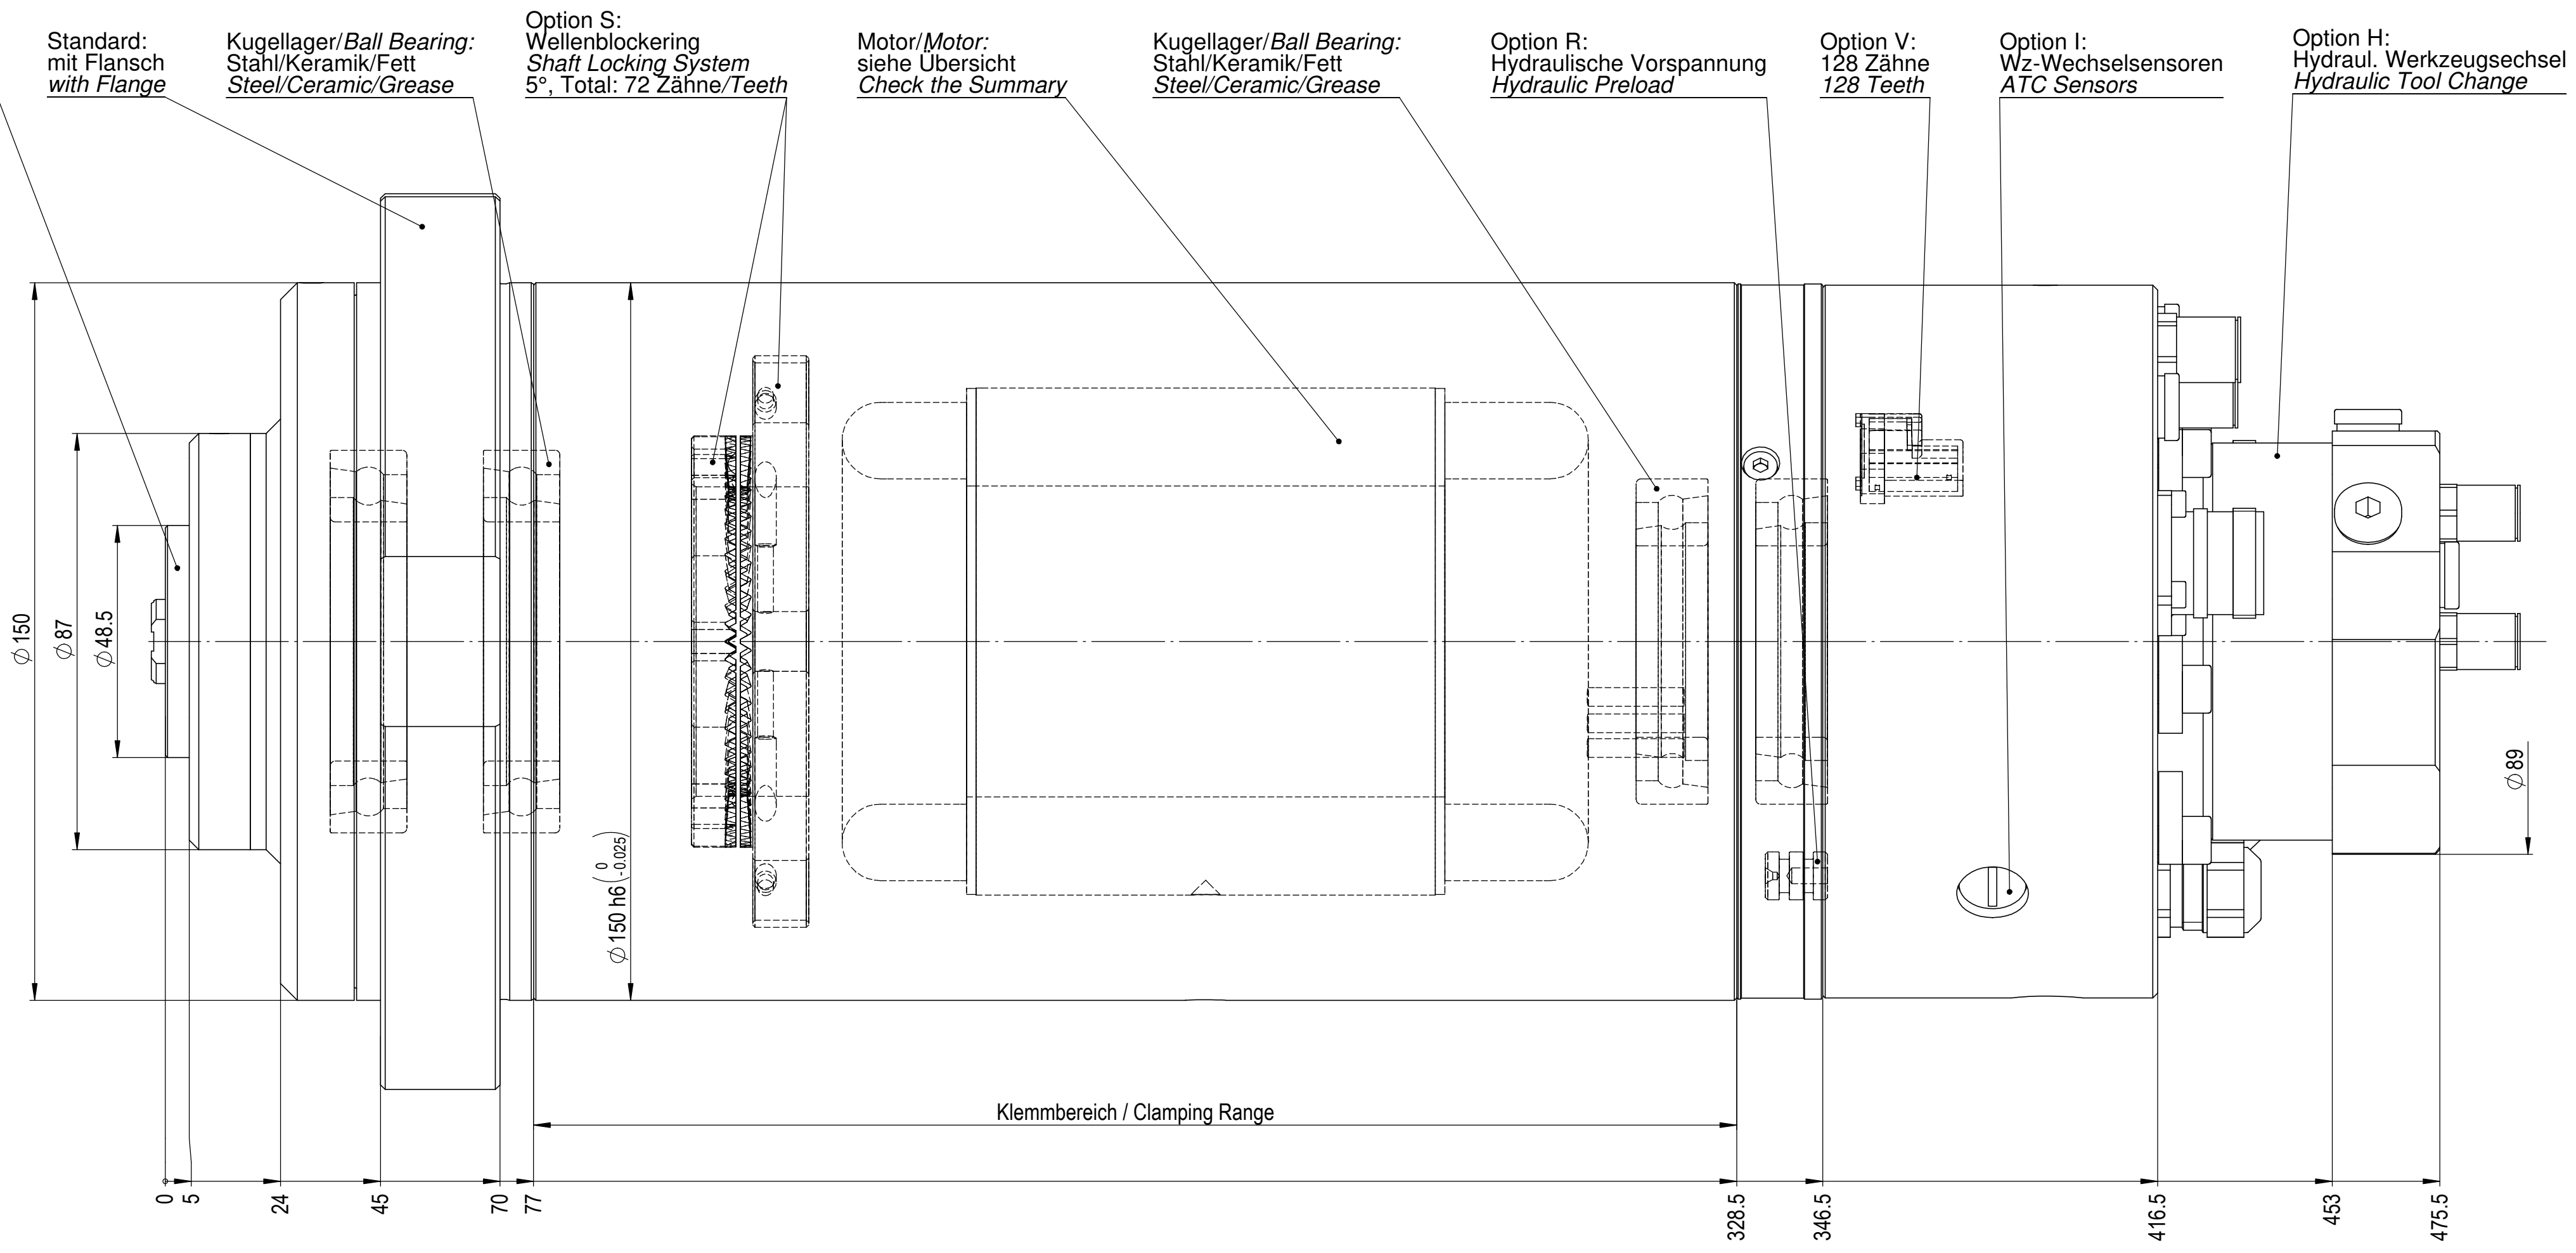 Standard:
mit Flansch
with Flange
Kugellager/Ball Bearing:
Stahl/Keramik/Fett
Steel/Ceramic/Grease
Option S:
Wellenblockering
Shaft Locking System
5°, Total: 72 Zähne/Teeth
Motor/Motor:
siehe Übersicht
Check the Summary
Kugellager/Ball Bearing:
Stahl/Keramik/Fett
Steel/Ceramic/Grease
Option R:
Hydraulische Vorspannung
Hydraulic Preload
Option V:
128 Zähne
128 Teeth
Option I:
Wz-Wechselsensoren
ATC Sensors
Option H:
Hydraul. Werkzeugsechsel
Hydraulic Tool Change
∅150
∅87
∅48.5
∅150 h6 (0 -0.025)
∅89
Klemmbereich / Clamping Range
0
5
24
45
70
77
328.5
346.5
416.5
453
475.5